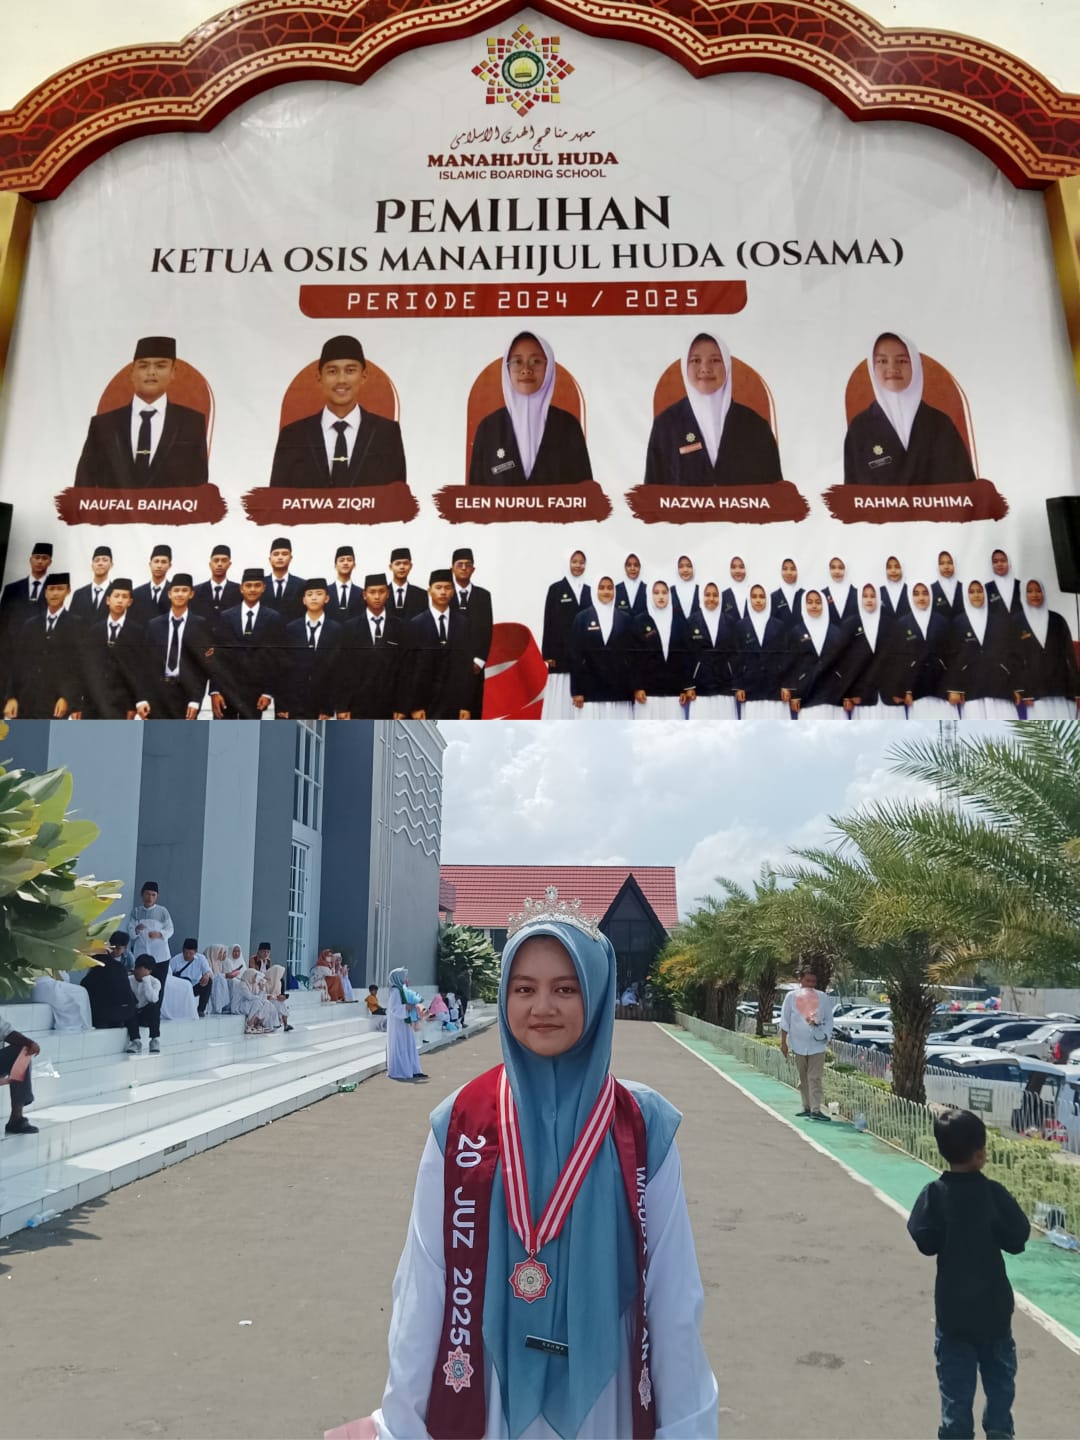 معهد مناهج الهدى الإسلامي
MANAHIJUL HUDA
ISLAMIC BOARDING SCHOOL
PEMILIHAN
KETUA OSIS MANAHIJUL HUDA (OSAMA)
PERIODE 2024 / 2025
NAUFAL BAIHAQI
PATWA ZIQRI
ELEN NURUL FAJRI
NAZWA HASNA
RAHMA RUHIMA
20 JUZ 2025
WISUDA